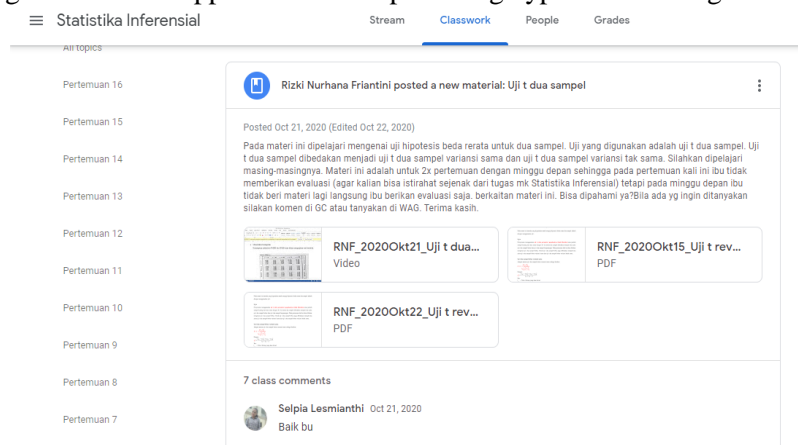 Statistika Inferensial
Stream
Classwork
People
Grades
All topics
Pertemuan 16
Pertemuan 15
Pertemuan 14
Pertemuan 13
Pertemuan 12
Pertemuan 11
Pertemuan 10
Pertemuan 9
Pertemuan 8
Pertemuan 7
Rizki Nurhana Friantini posted a new material: Uji t dua sampel
Posted Oct 21, 2020 (Edited Oct 22, 2020)
Pada materi ini dipelajari mengenai uji hipotesis beda rerata untuk dua sampel. Uji yang digunakan adalah uji t dua sampel. Uji
t dua sampel dibedakan menjadi uji t dua sampel variansi sama dan uji t dua sampel variansi tak sama. Silahkan dipelajari
masing-masingnya. Materi ini adalah untuk 2x pertemuan dengan minggu depan sehingga pada pertemuan kali ini ibu tidak
memberikan evaluasi (agar kalian bisa istirahat sejenak dari tugas mk Statistika Inferensial) tetapi pada minggu depan ibu
tidak beri materi lagi langsung ibu berikan evaluasi saja. berkaitan materi ini. Bisa dipahami ya?Bila ada yg ingin ditanyakan
silakan komen di GC atau tanyakan di WAG. Terima kasih.
RNF_2020Okt21_Uji t dua...
Video
RNF_2020Okt15_Uji t rev...
PDF
RNF_2020Okt22_Uji t rev...
PDF
7 class comments
Selpia Lesmianthi Oct 21, 2020
Baik bu